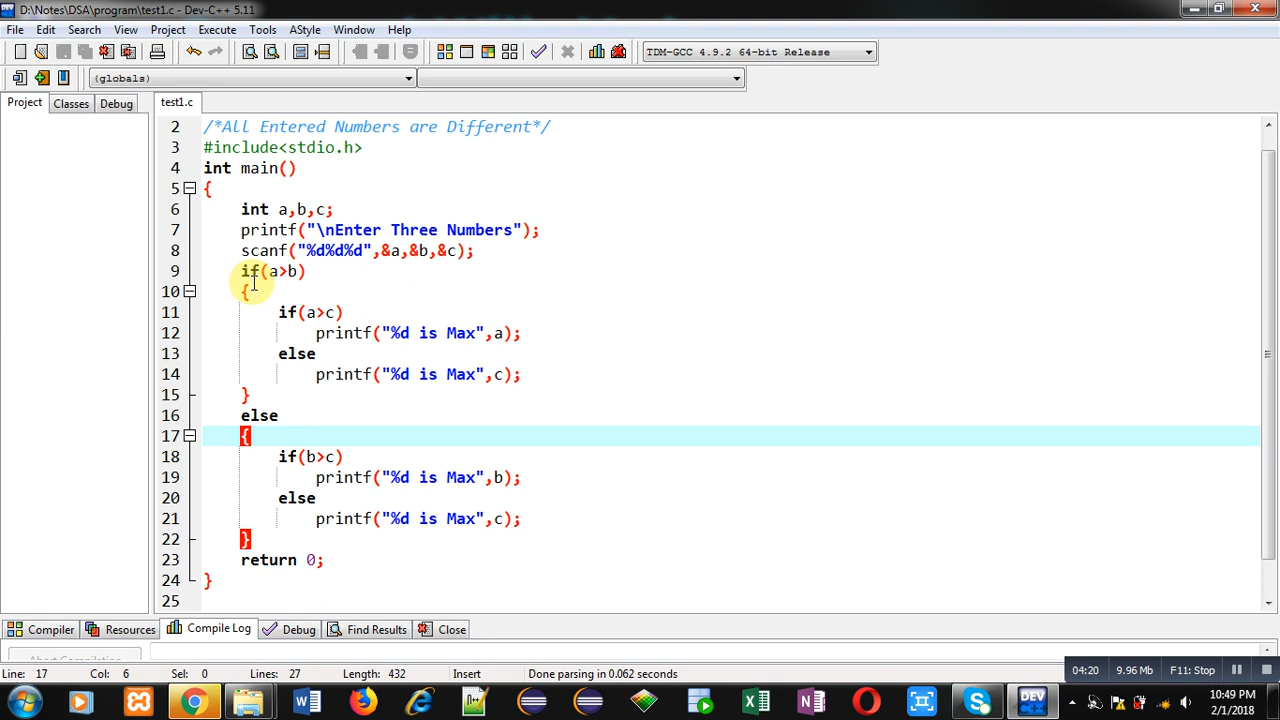 D:\Notes\DSA\program\test1.c - Dev-C++ 5.11
File Edit Search View Project Execute Tools AStyle Window Help
TDM-GCC 4.9.2 64-bit Release
(globals)
Project Classes Debug test1.c
2 /*All Entered Numbers are Different*/
3 #include<stdio.h>
4 int main()
5 {
6 int a,b,c;
7 printf("\nEnter Three Numbers");
8 scanf("%d%d%d",&a,&b,&c);
9 if(a>b)
10 {
11 if(a>c)
12 printf("%d is Max",a);
13 else
14 printf("%d is Max",c);
15 }
16 else
17 {
18 if(b>c)
19 printf("%d is Max",b);
20 else
21 printf("%d is Max",c);
22 }
23 return 0;
24 }
25
Compiler Resources Compile Log Debug Find Results Close
Abort Compilation
Line: 17 Col: 6 Sel: 0 Lines: 27 Length: 432 Insert Done parsing in 0.062 seconds
04:20 9.96 Mb F11: Stop
10:49 PM
2/1/2018